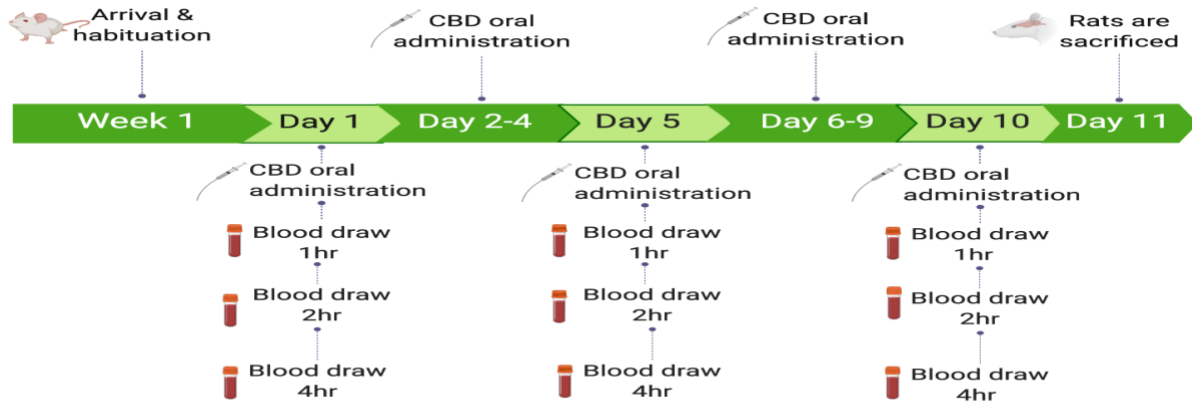 Arrival &
habituation
CBD oral
administration
CBD oral
administration
Rats are
sacrificed
Week 1
Day 1
Day 2-4
Day 5
Day 6-9
Day 10
Day 11
CBD oral
administration
Blood draw
1hr
Blood draw
2hr
Blood draw
4hr
CBD oral
administration
Blood draw
1hr
Blood draw
2hr
Blood draw
4hr
CBD oral
administration
Blood draw
1hr
Blood draw
2hr
Blood draw
4hr